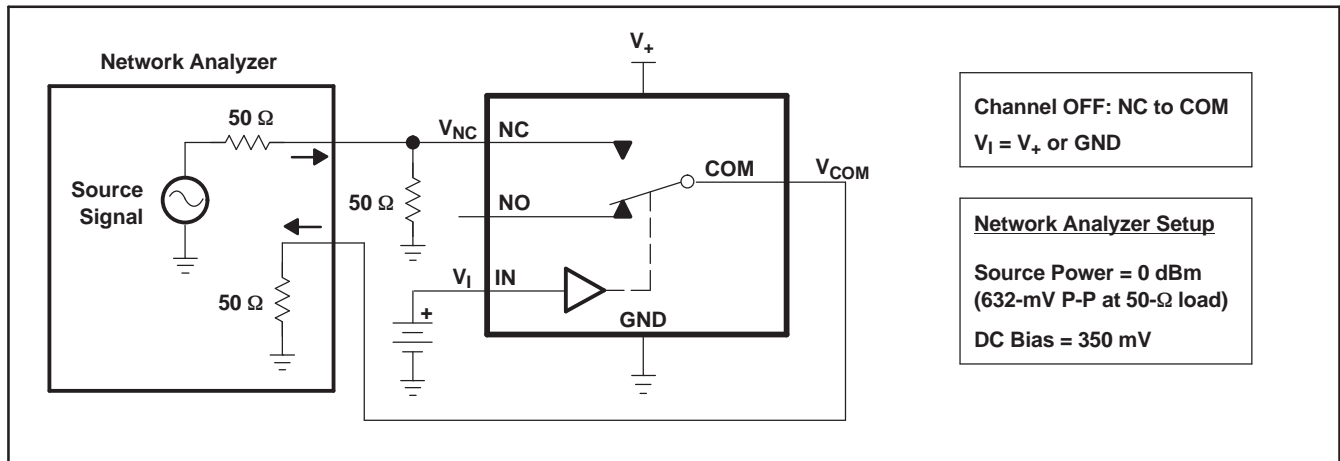 V+
Network Analyzer
50 Ω
VNC
NC
Source
Signal
50 Ω
NO
COM
VCOM
50 Ω
VI
IN
+
GND
Channel OFF: NC to COM
VI = V+ or GND
Network Analyzer Setup
Source Power = 0 dBm
(632-mV P-P at 50-Ω load)
DC Bias = 350 mV